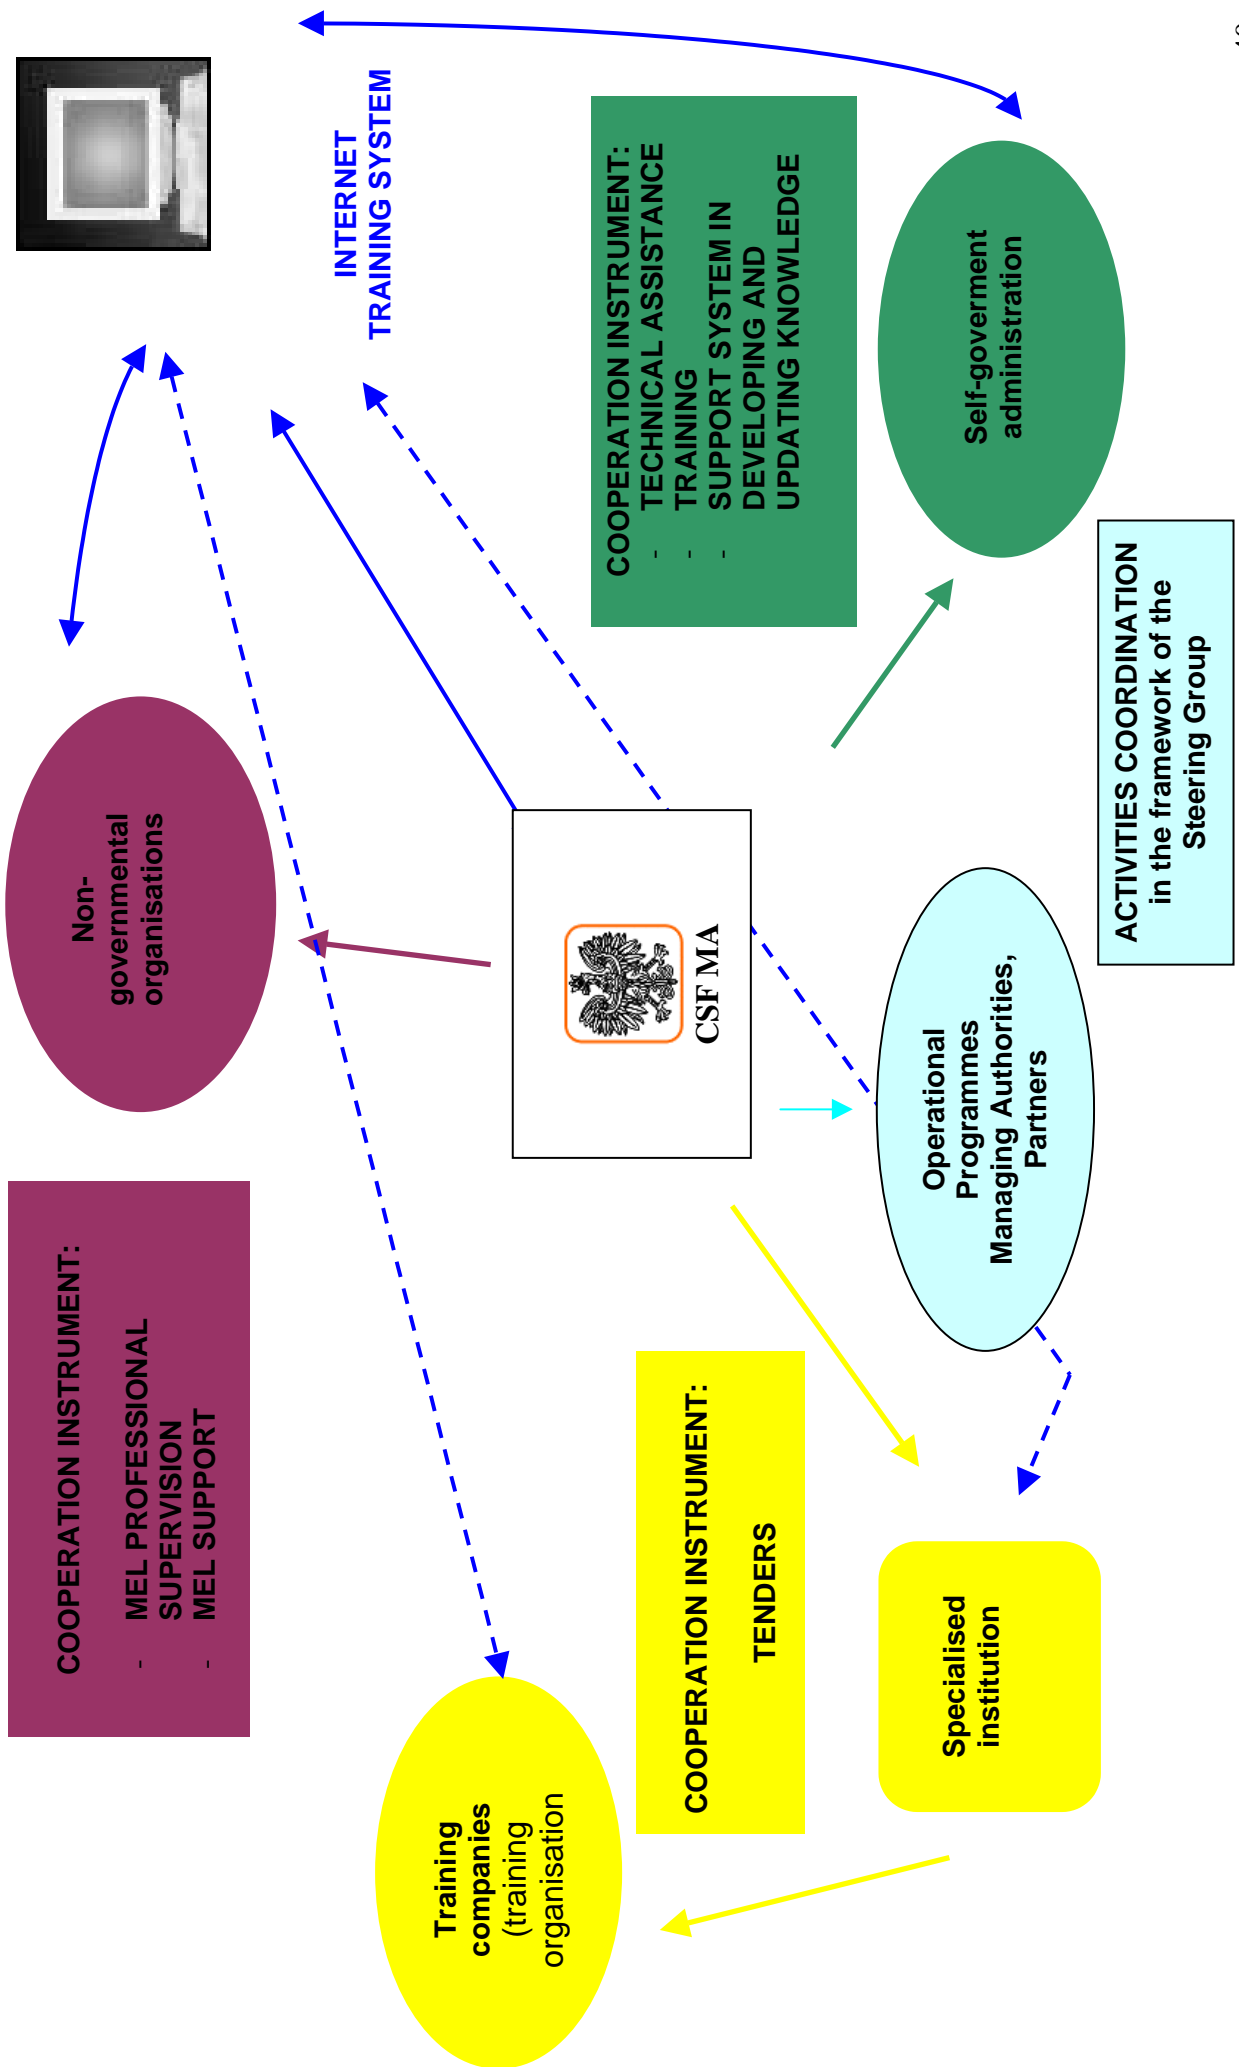 COOPERATION INSTRUMENT:
- MEL PROFESSIONAL
SUPERVISION
- MEL SUPPORT
Non-
governmental
organisations
INTERNET
TRAINING SYSTEM
Training
companies
(training
organisation
CSF MA
COOPERATION INSTRUMENT:
- TECHNICAL ASSISTANCE
- TRAINING
- SUPPORT SYSTEM IN
DEVELOPING AND
UPDATING KNOWLEDGE
COOPERATION INSTRUMENT:
TENDERS
Specialised
institution
Operational
Programmes
Managing Authorities,
Partners
Self-goverment
administration
ACTIVITIES COORDINATION
in the framework of the
Steering Group